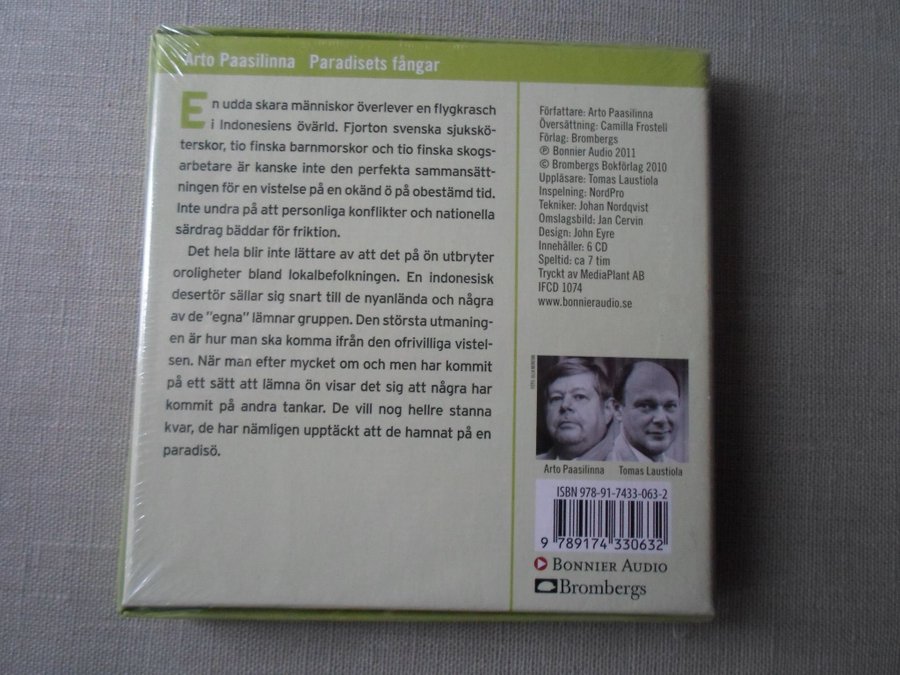 Arto Paasilinna Paradisets fångar
En udda skara människor överlever en flygkrasch
i Indonesiens övärld. Fjorton svenska sjukskö-
terskor, tio finska barnmorskor och tio finska skogs-
arbetare är kanske inte den perfekta sammansätt-
ningen för en vistelse på en okänd ö på obestämd tid.
Inte undra på att personliga konflikter och nationella
särdrag bäddar för friktion.
Det hela blir inte lättare av att det på ön utbryter
oroligheter bland lokalbefolkningen. En indonesisk
desertör sällar sig snart till de nyanlända och några
av de "egna" lämnar gruppen. Den största utmaning-
en är hur man ska komma ifrån den ofrivilliga vistel-
sen. När man efter mycket om och men har kommit
på ett sätt att lämna ön visar det sig att några har
kommit på andra tankar. De vill nog hellre stanna
kvar, de har nämligen upptäckt att de hamnat på en
paradisö.
Författare: Arto Paasilinna
Översättning: Camilla Frostell
Förlag: Brombergs
℗ Bonnier Audio 2011
© Brombergs Bokförlag 2010
Uppläsare: Tomas Laustiola
Inspelning: NordPro
Tekniker: Johan Nordqvist
Omslagsbild: Jan Cervin
Design: John Eyre
Innehåller: 6 CD
Speltid: ca 7 tim
Tryckt av MediaPlant AB
IFCD 1074
www.bonnieraudio.se
Arto Paasilinna Tomas Laustiola
ISBN 978-91-7433-063-2
9 789174 330632
BONNIER AUDIO
Brombergs